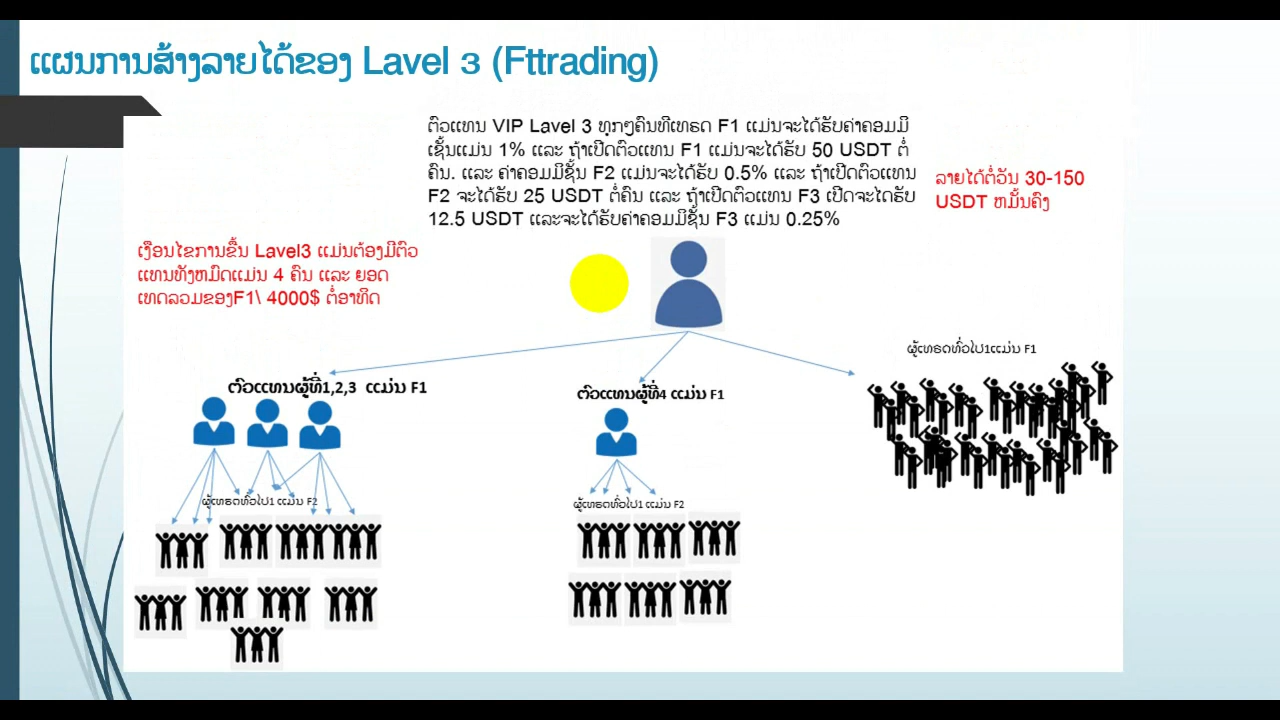 ແຜນການສ້າງລາຍໄດ້ຂອງ Lavel 3 (Fttrading)
ຕົວແທນ VIP Lavel 3 ທຸກໆຄົນທີເທຣດ F1 ແມ່ນຈະໄດ້ຮັບຄ່າຄອມມິ
ເຊັ້ນແມ່ນ 1% ແລະ ຖ້າເປີດຕົວແທນ F1 ແມ່ນຈະໄດ້ຮັບ 50 USDT ຕໍ່
ຄົນ. ແລະ ຄ່າຄອມມິຊັ້ນ F2 ແມ່ນຈະໄດ້ຮັບ 0.5% ແລະ ຖ້າເປີດຕົວແທນ
F2 ຈະໄດ້ຮັບ 25 USDT ຕໍ່ຄົນ ແລະ ຖ້າເປີດຕົວແທນ F3 ເປີດຈະໄດຮັບ
12.5 USDT ແລະຈະໄດ້ຮັບຄ່າຄອມມິຊັ້ນ F3 ແມ່ນ 0.25%
ລາຍໄດ້ຕໍ່ວັນ 30-150
USDT ຫມັ້ນຄົງ
ເງື່ອນໄຂການຂື້ນ Lavel3 ແມ່ນຕ້ອງມີຕົວ
ແທນທັງຫມົດແມ່ນ 4 ຄົນ ແລະ ຍອດ
ເທດລວມຂອງF1\ 4000$ ຕໍ່ອາທິດ
ຜູ້ເທຣດທົ່ວໄປ1ແມ່ນ F1
ຕົວແທນຜູ້ທີ່1,2,3 ແມ່ນ F1
ຕົວແທນຜູ້ທີ່4 ແມ່ນ F1
ຜູ້ເທຣດທົ່ວໄປ1 ແມ່ນ F2
ຜູ້ເທຣດທົ່ວໄປ1 ແມ່ນ F2